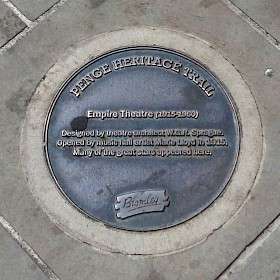 PENGE HERITAGE TRAIL
Empire Theatre (1915-1960)
Designed by theatre architect W.G.R. Sprague.
Opened by music hall artist Marie Lloyd in 1915.
Many of the great stars appeared here.
Bromley